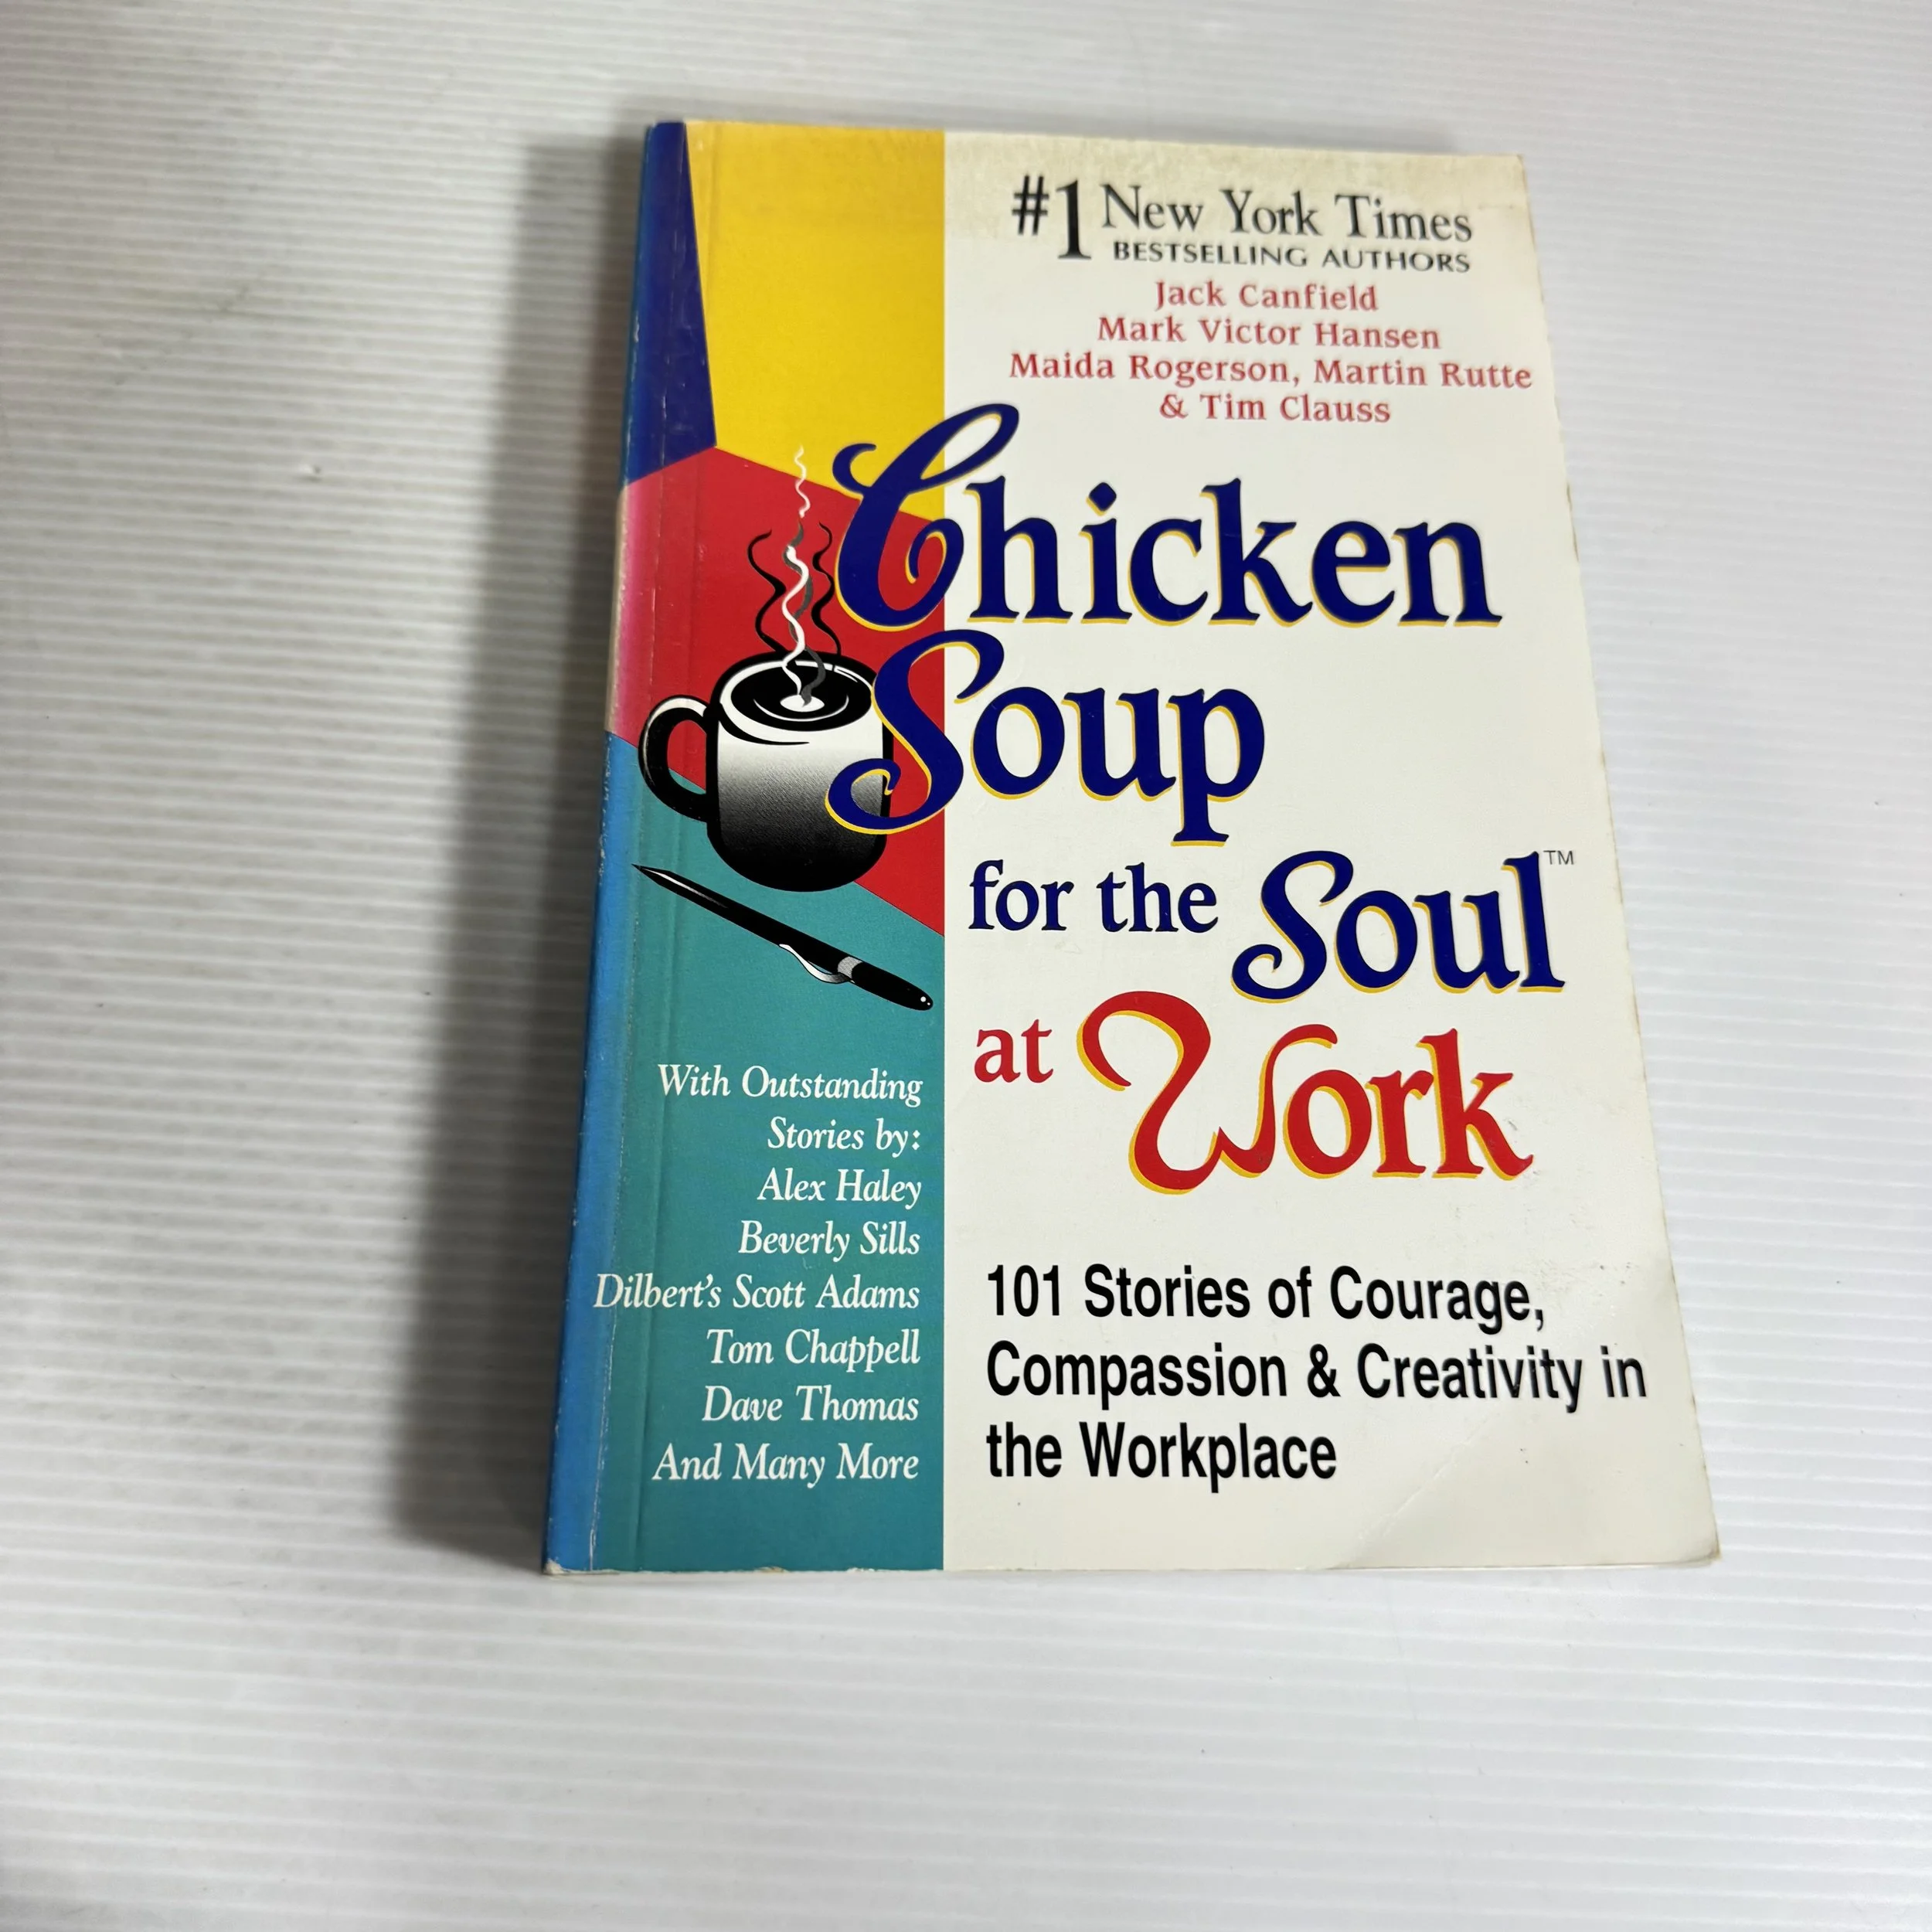 #1 New York Times
BESTSELLING AUTHORS
Jack Canfield
Mark Victor Hansen
Maida Rogerson, Martin Rutte
& Tim Clauss
Chicken
Soup
for the Soul™
at Work
With Outstanding
Stories by:
Alex Haley
Beverly Sills
Dilbert's Scott Adams
Tom Chappell
Dave Thomas
And Many More
101 Stories of Courage,
Compassion & Creativity in
the Workplace